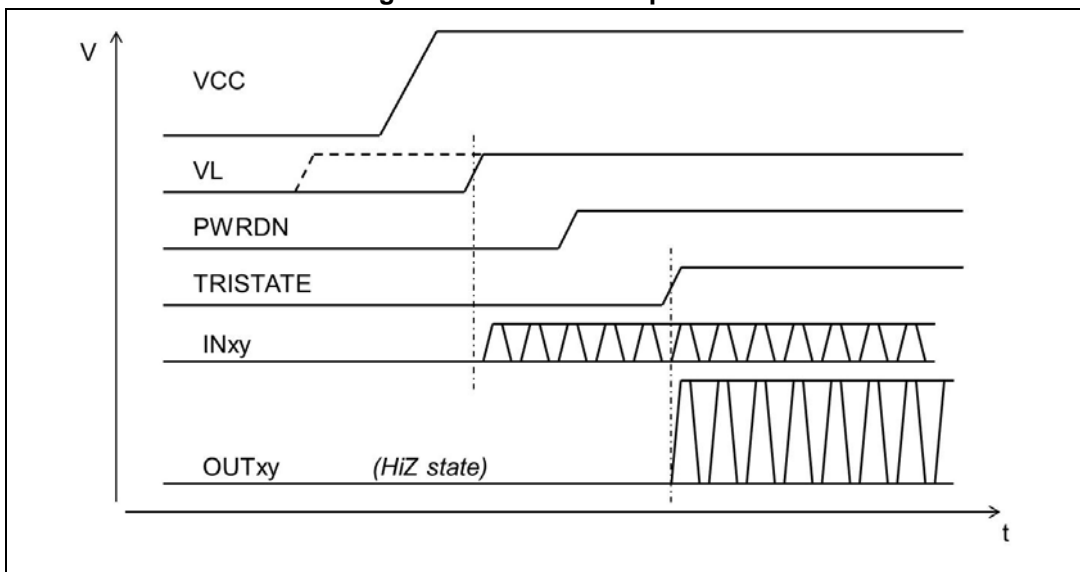 V
VCC
VL
PWRDN
TRISTATE
INxy
OUTxy (HiZ state)
t